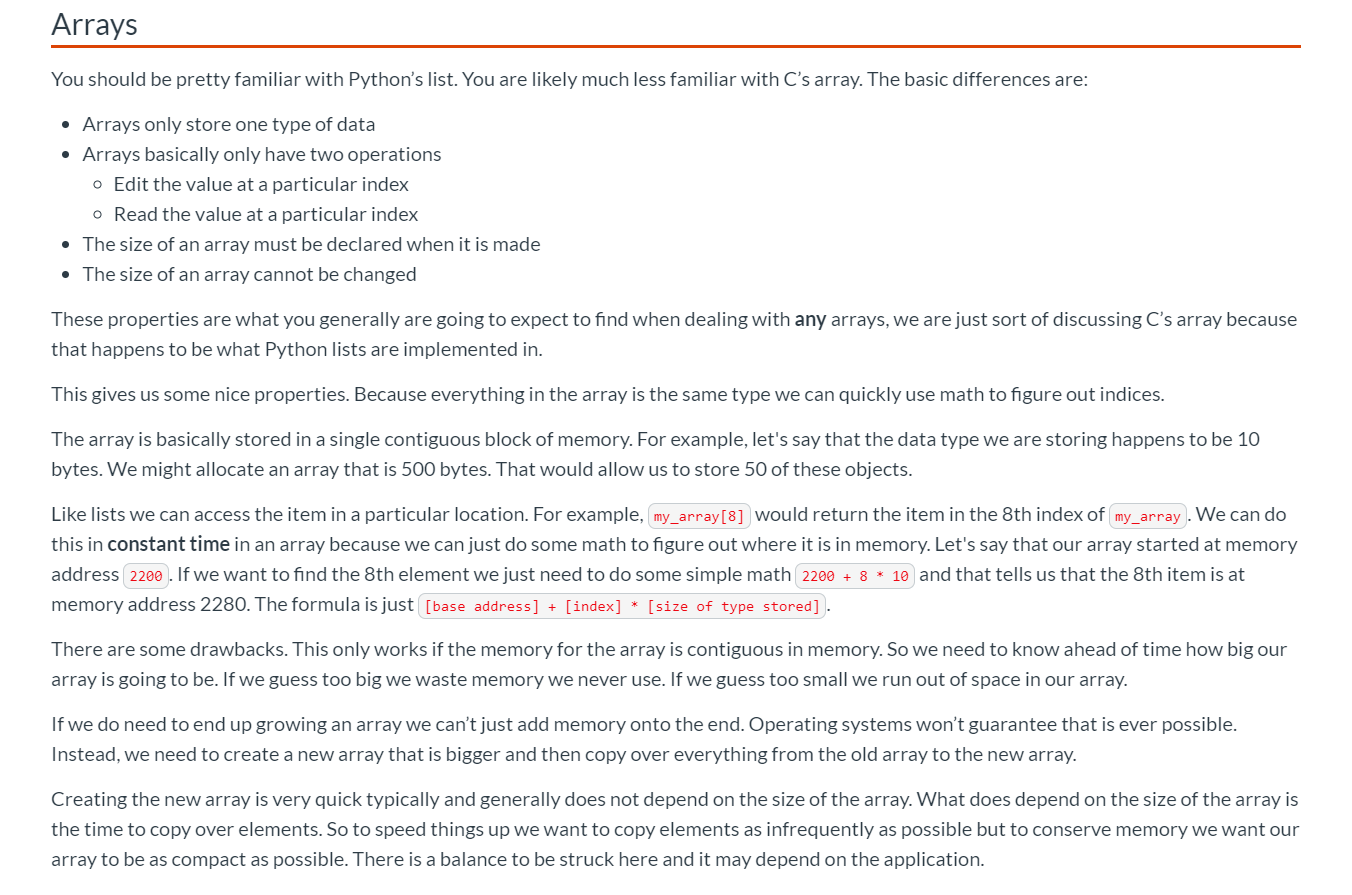 Arrays
You should be pretty familiar with Python’s list. You are likely much less familiar with C’s array. The basic differences are:
• Arrays only store one type of data
• Arrays basically only have two operations
◦ Edit the value at a particular index
◦ Read the value at a particular index
• The size of an array must be declared when it is made
• The size of an array cannot be changed
These properties are what you generally are going to expect to find when dealing with any arrays, we are just sort of discussing C’s array because
that happens to be what Python lists are implemented in.
This gives us some nice properties. Because everything in the array is the same type we can quickly use math to figure out indices.
The array is basically stored in a single contiguous block of memory. For example, let's say that the data type we are storing happens to be 10
bytes. We might allocate an array that is 500 bytes. That would allow us to store 50 of these objects.
Like lists we can access the item in a particular location. For example, my_array[8] would return the item in the 8th index of my_array. We can do
this in constant time in an array because we can just do some math to figure out where it is in memory. Let's say that our array started at memory
address 2200. If we want to find the 8th element we just need to do some simple math 2200 + 8 * 10 and that tells us that the 8th item is at
memory address 2280. The formula is just [base address] + [index] * [size of type stored].
There are some drawbacks. This only works if the memory for the array is contiguous in memory. So we need to know ahead of time how big our
array is going to be. If we guess too big we waste memory we never use. If we guess too small we run out of space in our array.
If we do need to end up growing an array we can’t just add memory onto the end. Operating systems won’t guarantee that is ever possible.
Instead, we need to create a new array that is bigger and then copy over everything from the old array to the new array.
Creating the new array is very quick typically and generally does not depend on the size of the array. What does depend on the size of the array is
the time to copy over elements. So to speed things up we want to copy elements as infrequently as possible but to conserve memory we want our
array to be as compact as possible. There is a balance to be struck here and it may depend on the application.